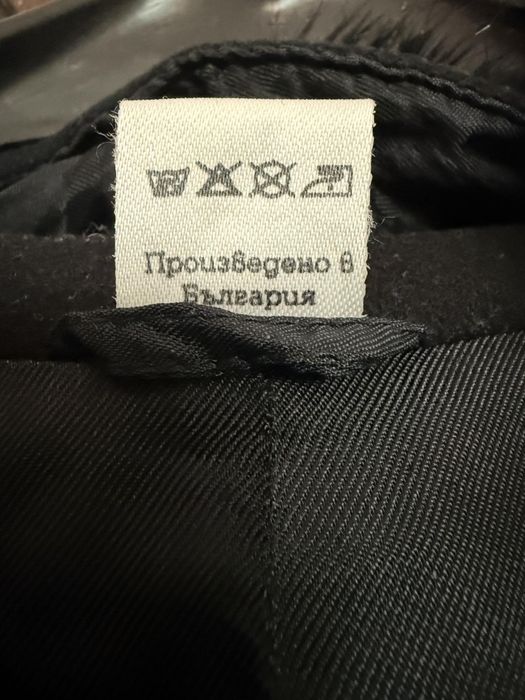 Произведено в
България